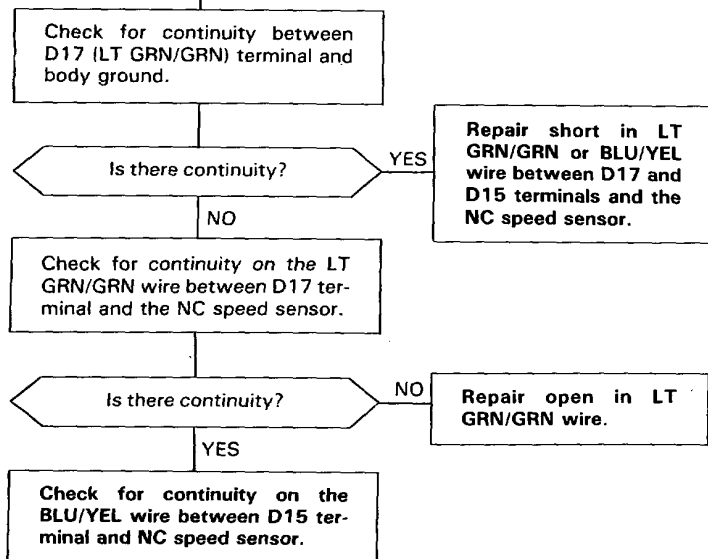 Check for continuity between
D17 (LT GRN/GRN) terminal and
body ground.
Is there continuity?
YES
Repair short in LT
GRN/GRN or BLU/YEL
wire between D17 and
D15 terminals and the
NC speed sensor.
NO
Check for continuity on the LT
GRN/GRN wire between D17 ter-
minal and the NC speed sensor.
Is there continuity?
NO
Repair open in LT
GRN/GRN wire.
YES
Check for continuity on the
BLU/YEL wire between D15 ter-
minal and NC speed sensor.